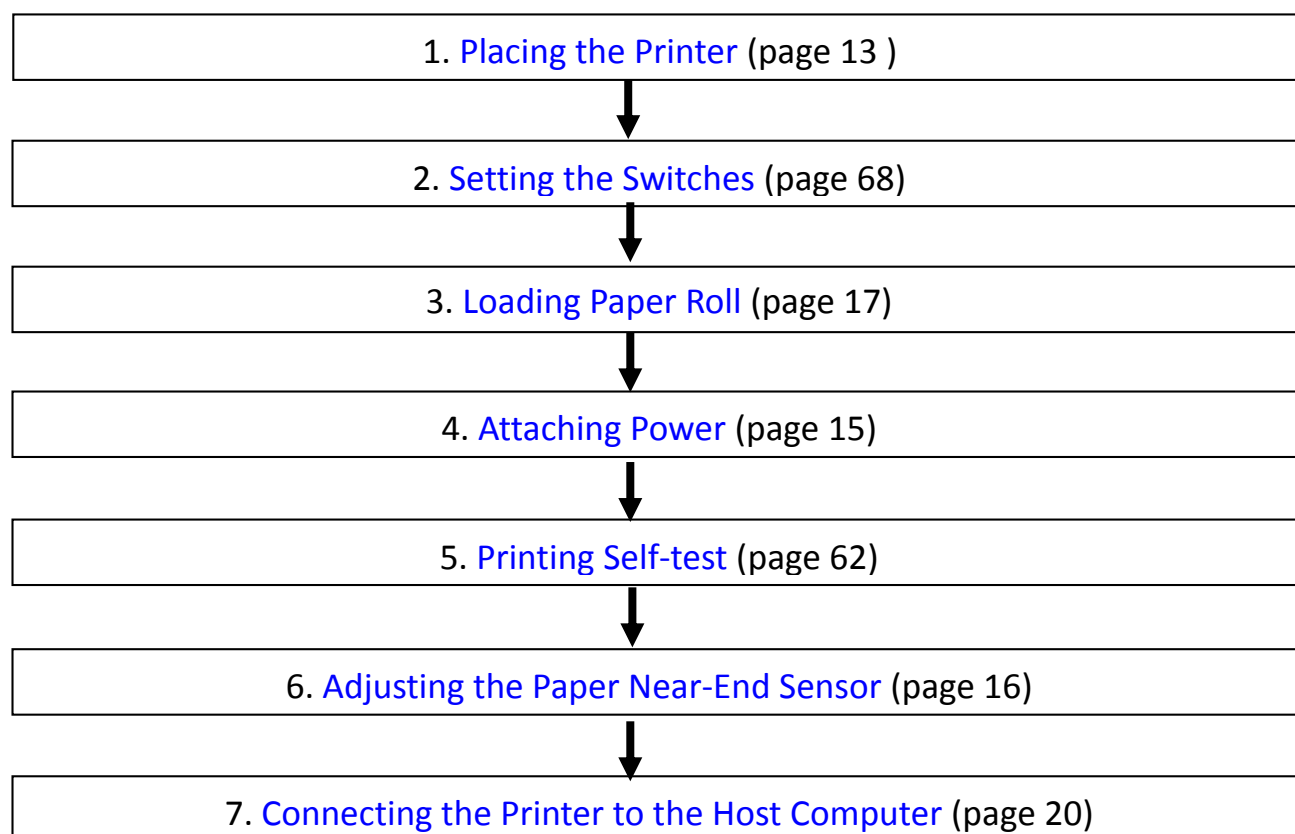 1. Placing the Printer (page 13 )
2. Setting the Switches (page 68)
3. Loading Paper Roll (page 17)
4. Attaching Power (page 15)
5. Printing Self-test (page 62)
6. Adjusting the Paper Near-End Sensor (page 16)
7. Connecting the Printer to the Host Computer (page 20)